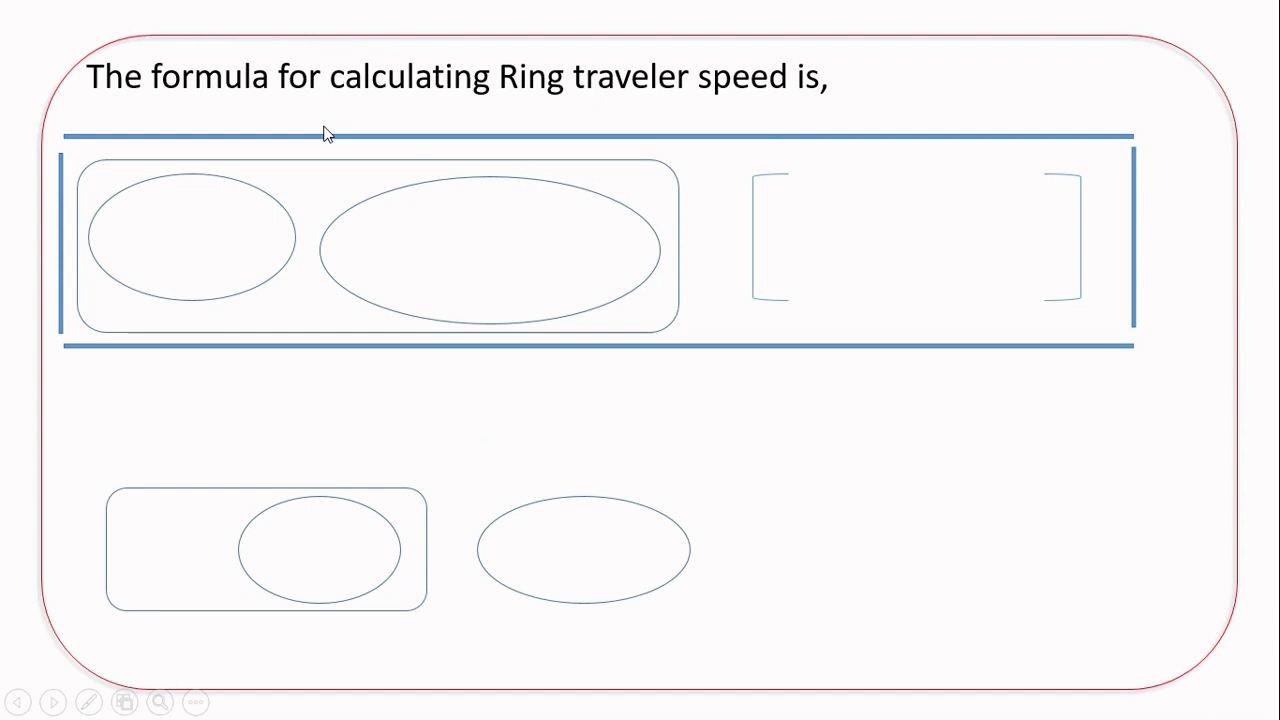 The formula for calculating Ring traveler speed is,